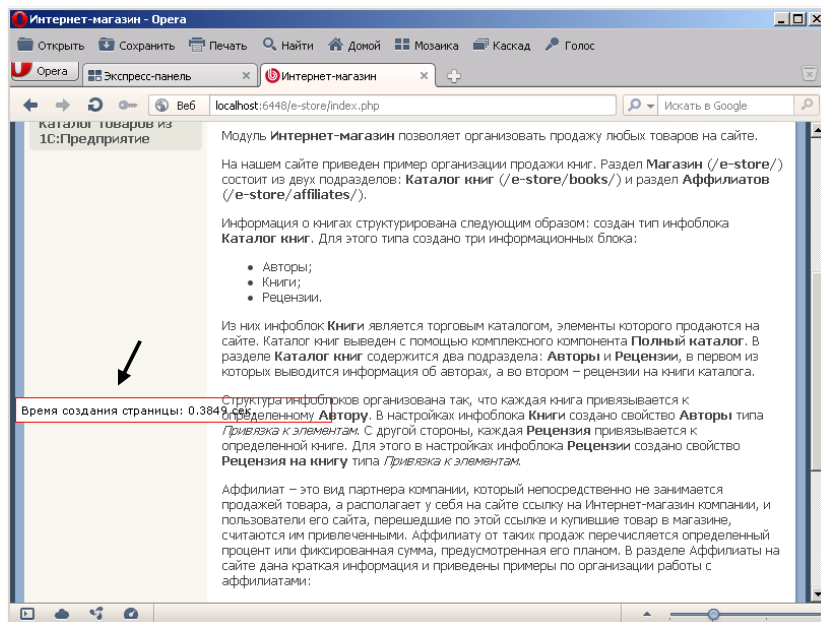 Интернет-магазин - Opera
Открыть Сохранить Печать Найти Домой Мозаика Каскад Голос
Opera Экспресс-панель Интернет-магазин
Веб localhost:6448/e-store/index.php Искать в Google
Каталог товаров из
1С:Предприятие
Модуль Интернет-магазин позволяет организовать продажу любых товаров на сайте.
На нашем сайте приведен пример организации продажи книг. Раздел Магазин (/e-store/)
состоит из двух подразделов: Каталог книг (/e-store/books/) и раздел Аффилиатов
(/e-store/affiliates/).
Информация о книгах структурирована следующим образом: создан тип инфоблока
Каталог книг. Для этого типа создано три информационных блока:
• Авторы;
• Книги;
• Рецензии.
Из них инфоблок Книги является торговым каталогом, элементы которого продаются на
сайте. Каталог книг выведен с помощью комплексного компонента Полный каталог. В
разделе Каталог книг содержится два подраздела: Авторы и Рецензии, в первом из
которых выводится информация об авторах, а во втором – рецензии на книги каталога.
Время создания страницы: 0.3849 сек.
Структура инфоблоков организована так, что каждая книга привязывается к
определенному Автору. В настройках инфоблока Книги создано свойство Авторы типа
Привязка к элементам. С другой стороны, каждая Рецензия привязывается к
определенной книге. Для этого в настройках инфоблока Рецензии создано свойство
Рецензия на книгу типа Привязка к элементам.
Аффилиат – это вид партнера компании, который непосредственно не занимается
продажей товара, а располагает у себя на сайте ссылку на Интернет-магазин компании, и
пользователи его сайта, перешедшие по этой ссылке и купившие товар в магазине,
считаются им привлеченными. Аффилиату от таких продаж перечисляется определенный
процент или фиксированная сумма, предусмотренная его планом. В разделе Аффилиаты на
сайте дана краткая информация и приведены примеры по организации работы с
аффилиатами: